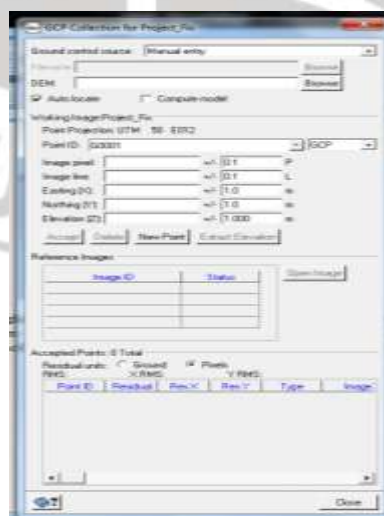 GCP Collection for Project_Fix
Ground control source: Manual entry
Filename: Browse
DEM: Browse
Auto locate Compute model
Working Image:Project_Fix
Point Projection: UTM 50 E012
Point ID: G0001 GCP
Image pixel: +/- 0.1 P
Image line: +/- 0.1 L
Easting (X): +/- 1.0 m
Northing (Y): +/- 1.0 m
Elevation (Z): +/- 1.000 m
Accept Delete New Point Extract Elevation
Reference Images
Image ID Status Open Image
Accepted Points: 0 Total
Residual units: Ground Pixels
RMS: X RMS: Y RMS:
Point ID Residual Res X Res Y Type Image
Close